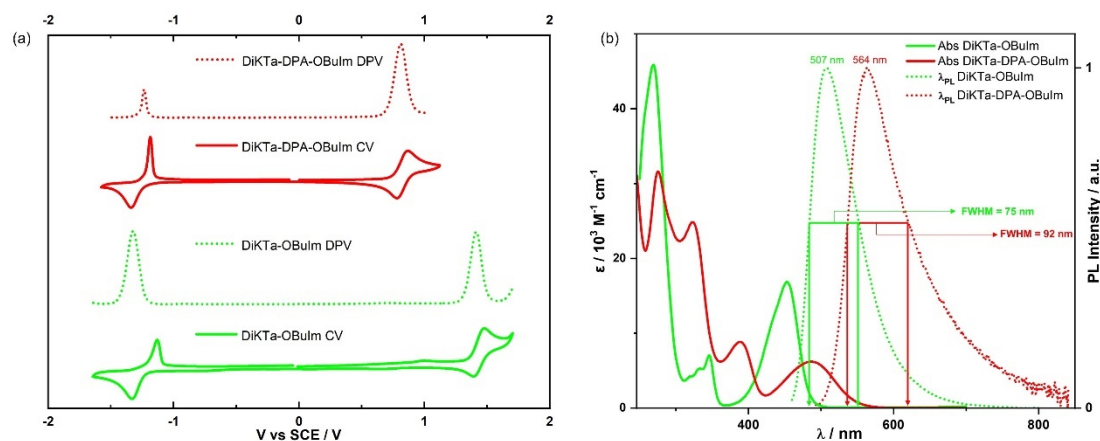 -2 -1 0 1 2
(a)
DiKTa-DPA-OBuIm DPV
DiKTa-DPA-OBuIm CV
DiKTa-OBuIm DPV
DiKTa-OBuIm CV
-2 -1 0 1 2
V vs SCE / V
(b)
507 nm 564 nm
Abs DiKTa-OBuIm
Abs DiKTa-DPA-OBuIm
λPL DiKTa-OBuIm
λPL DiKTa-DPA-OBuIm
FWHM = 75 nm
FWHM = 92 nm
40
20
0
ε / 10³ M⁻¹ cm⁻¹
1
0
PL Intensity / a.u.
300 400 500 600 700 800
λ / nm